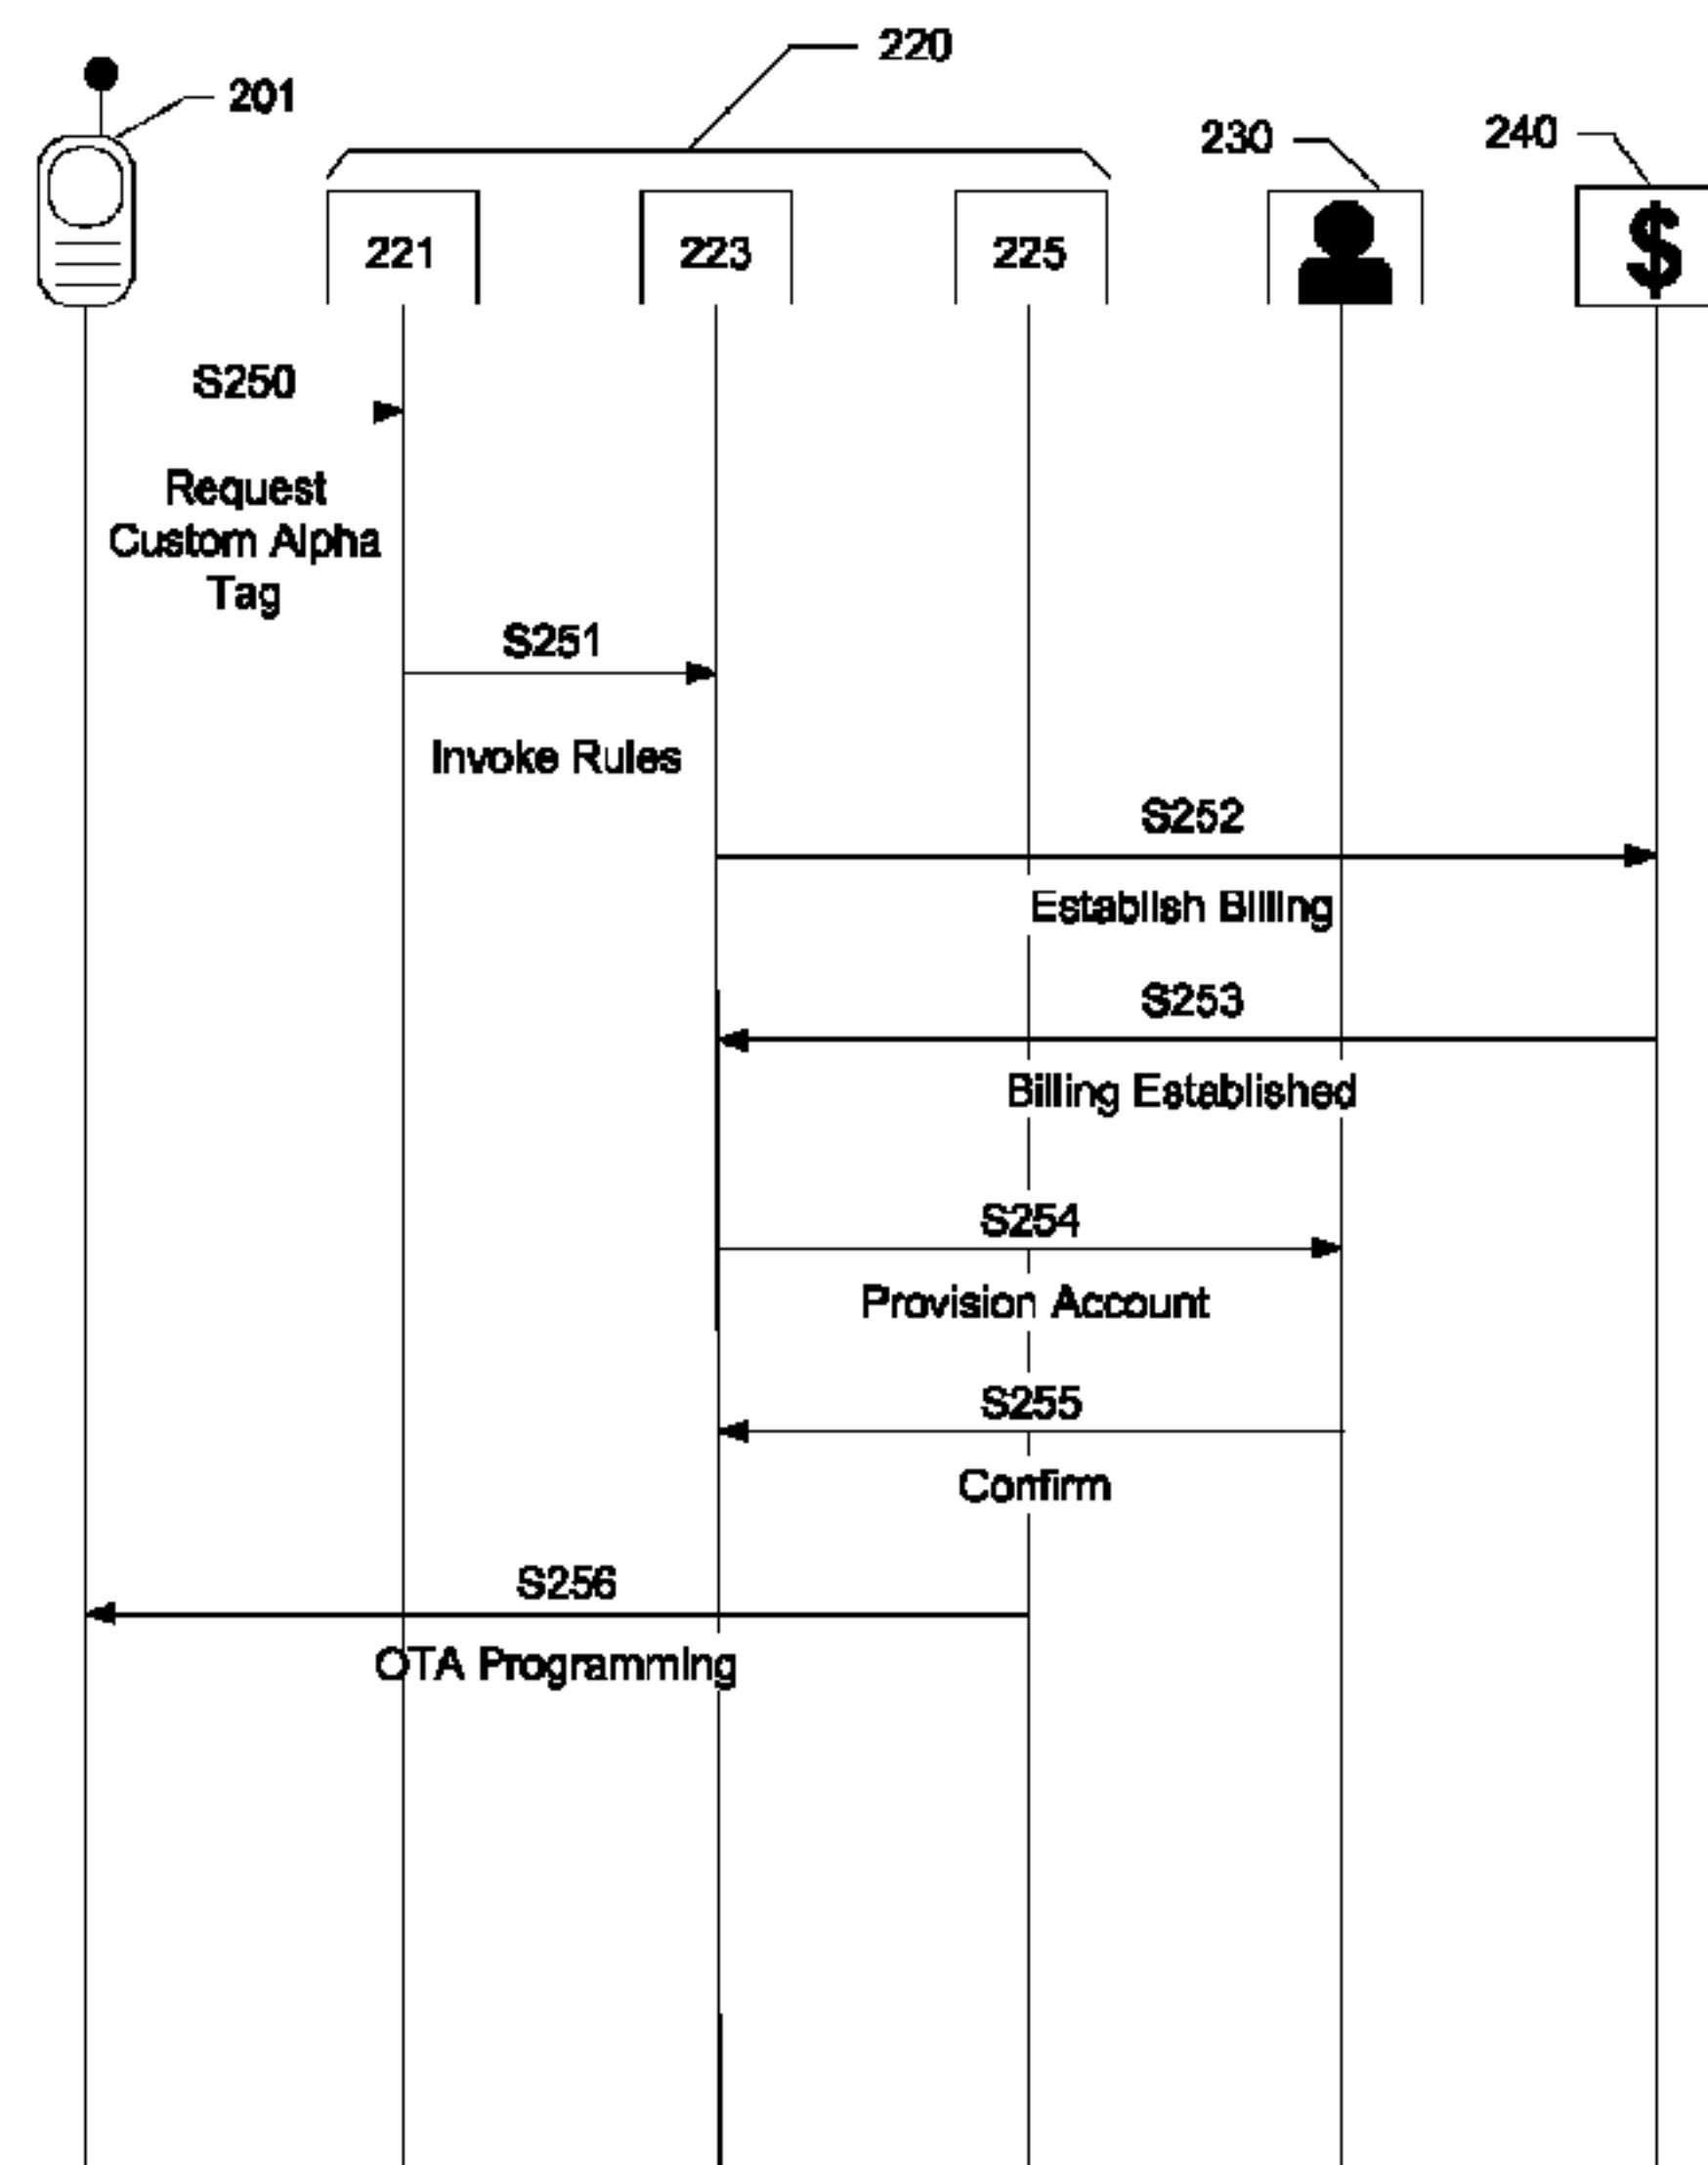 220
201
230
240
221
223
225
$
S250
Request
Custom Alpha
Tag
S251
Invoke Rules
S252
Establish Billing
S253
Billing Established
S254
Provision Account
S255
Confirm
S256
OTA Programming